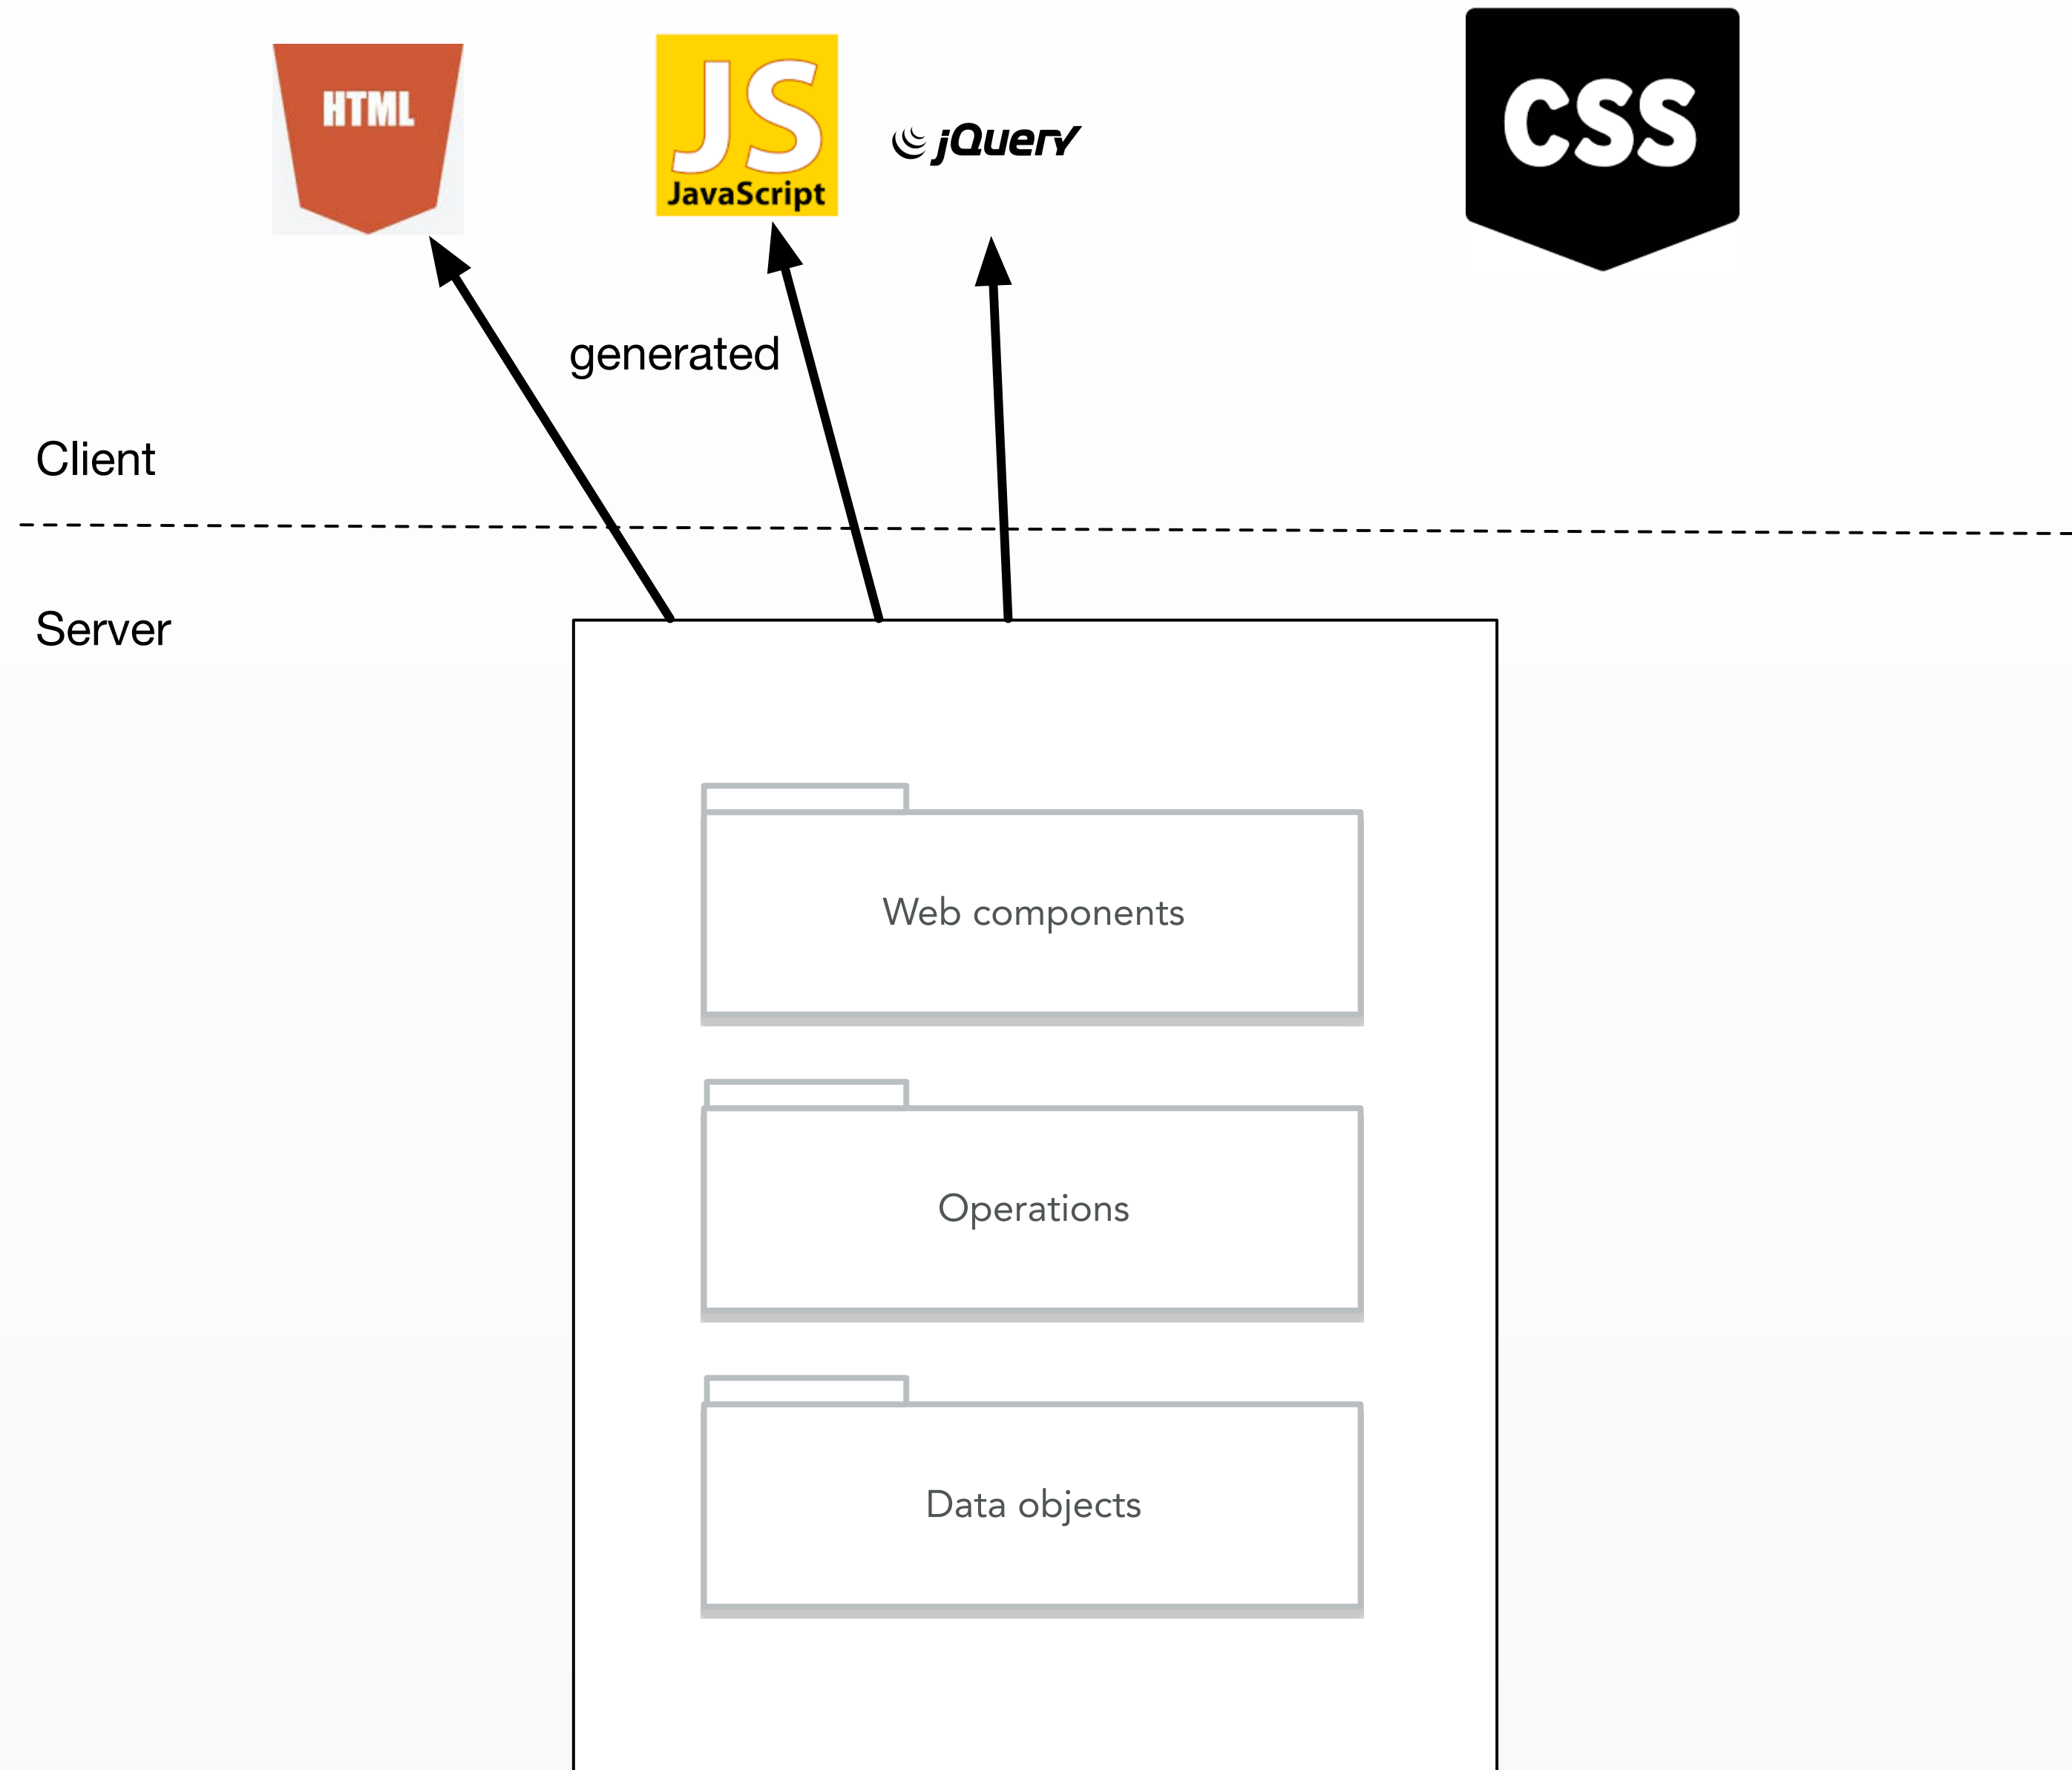 HTML
JS
JavaScript
jQuery
CSS
generated
Client
Server
Web components
Operations
Data objects